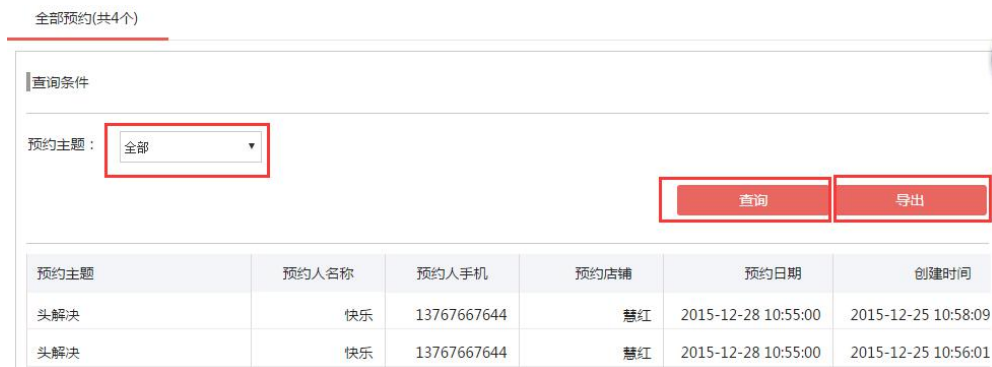 全部预约(共4个)
查询条件
预约主题： 全部
查询 导出
预约主题 预约人名称 预约人手机 预约店铺 预约日期 创建时间
头解决 快乐 13767667644 慧红 2015-12-28 10:55:00 2015-12-25 10:58:09
头解决 快乐 13767667644 慧红 2015-12-28 10:55:00 2015-12-25 10:56:01